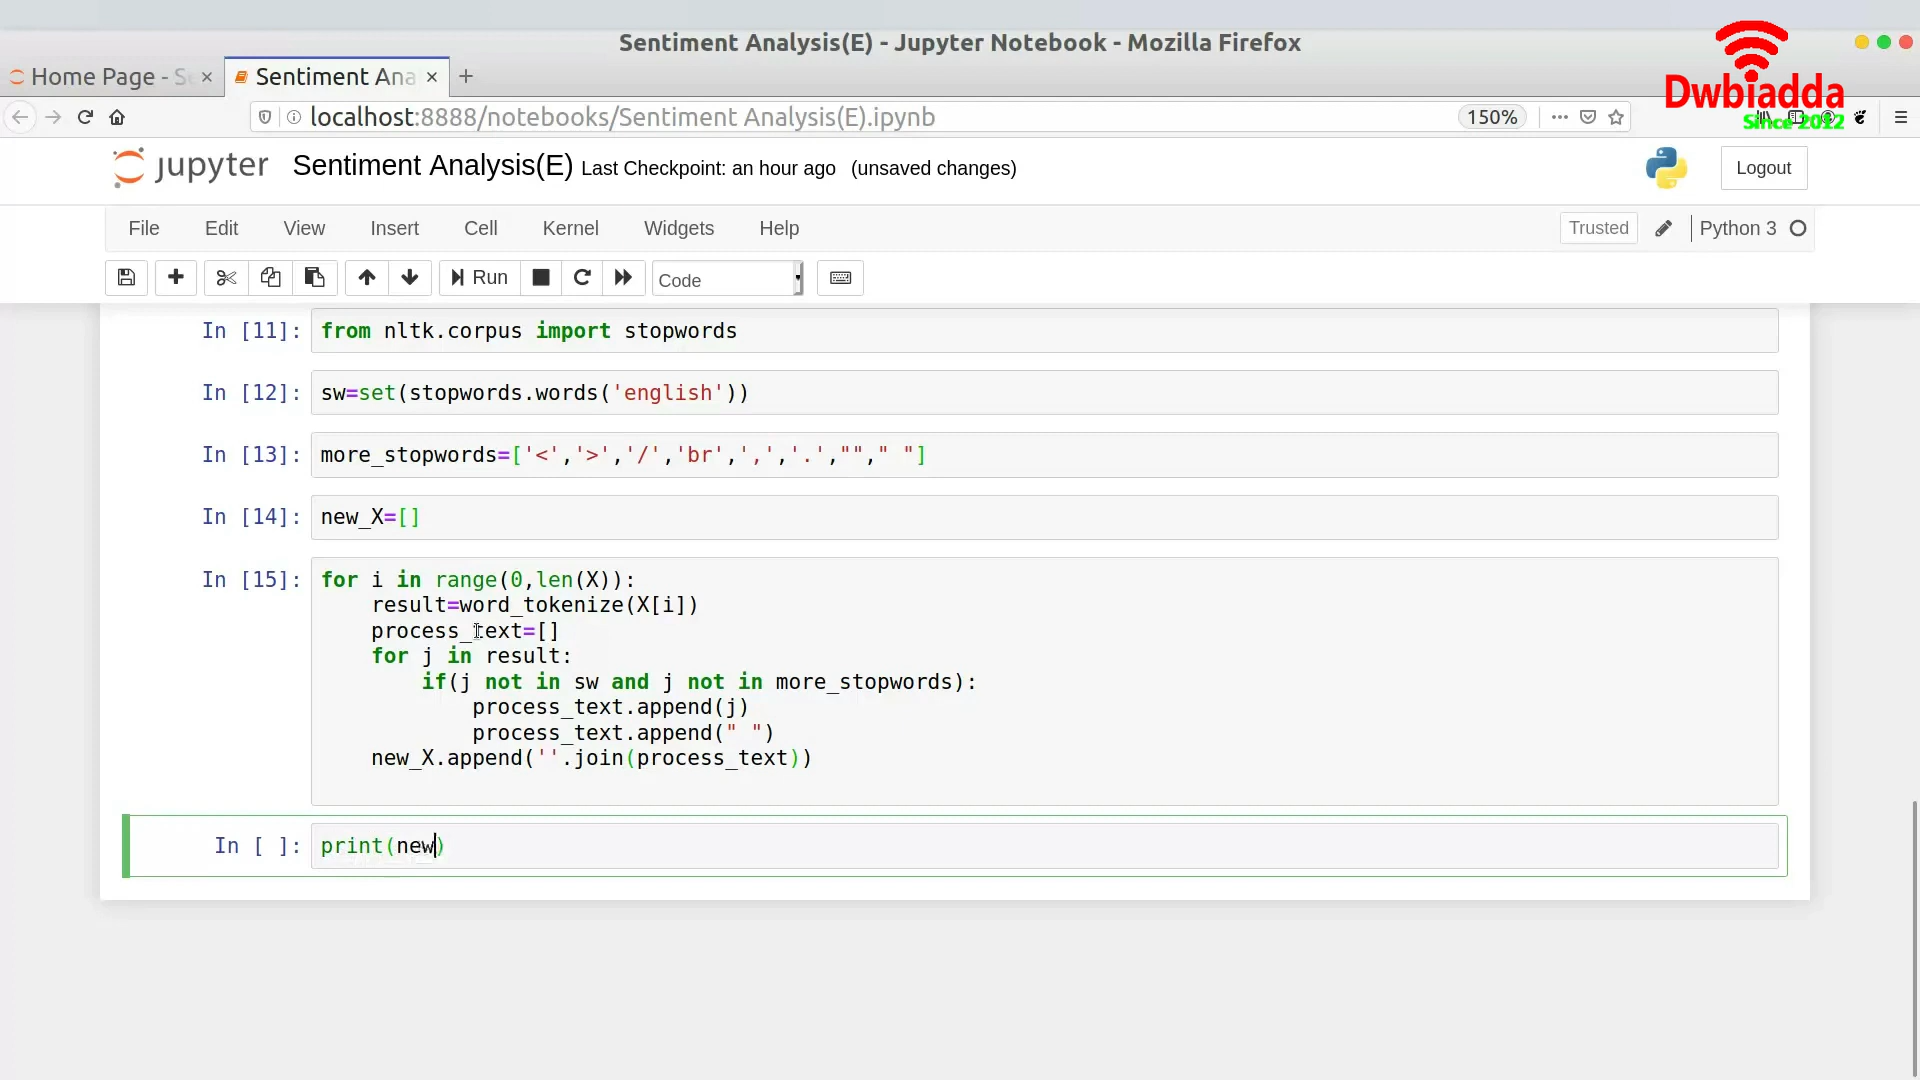 Sentiment Analysis(E) - Jupyter Notebook - Mozilla Firefox
Dwbiadda
Since 2012
Home Page - S
Sentiment Ana
localhost:8888/notebooks/Sentiment Analysis(E).ipynb
150%
jupyter Sentiment Analysis(E) Last Checkpoint: an hour ago (unsaved changes)
Logout
File Edit View Insert Cell Kernel Widgets Help
Trusted
Python 3
Run
Code
In [11]: from nltk.corpus import stopwords
In [12]: sw=set(stopwords.words('english'))
In [13]: more_stopwords=['<','>','/','br',',','.',""," "]
In [14]: new_X=[]
In [15]: for i in range(0,len(X)):
    result=word_tokenize(X[i])
    process_text=[]
    for j in result:
        if(j not in sw and j not in more_stopwords):
            process_text.append(j)
            process_text.append(" ")
    new_X.append(''.join(process_text))
In [ ]: print(new)